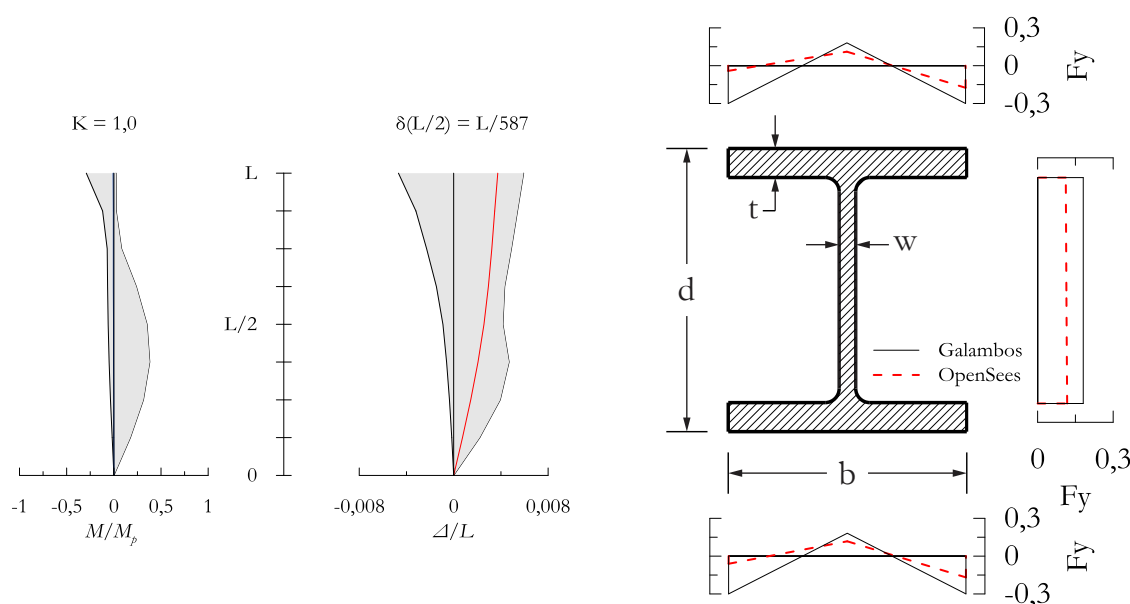 K = 1,0
δ(L/2) = L/587
L
L/2
0
-1 -0,5 0 0,5 1
M/Mp
-0,008 0 0,008
Δ/L
0,3
0
-0,3
Fy
t
w
d
b
Galambos
OpenSees
0 0,3
Fy
0,3
0
-0,3
Fy